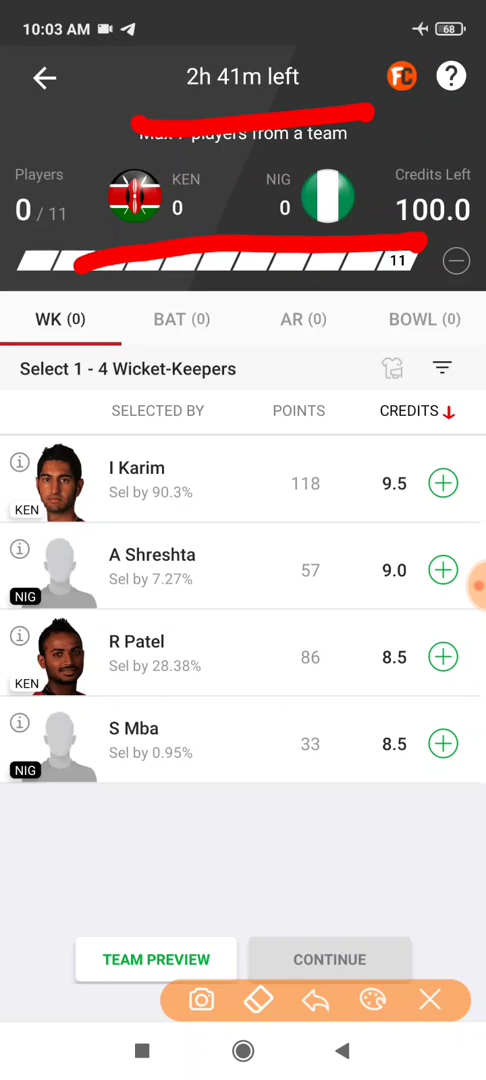 10:03 AM 68
2h 41m left FC ?
players from a team
Players KEN NIG Credits Left
0 / 11 0 0 100.0
11
WK (0) BAT (0) AR (0) BOWL (0)
Select 1 - 4 Wicket-Keepers
SELECTED BY POINTS CREDITS
I Karim
Sel by 90.3% 118 9.5
KEN
A Shreshta
Sel by 7.27% 57 9.0
NIG
R Patel
Sel by 28.38% 86 8.5
KEN
S Mba
Sel by 0.95% 33 8.5
NIG
TEAM PREVIEW CONTINUE